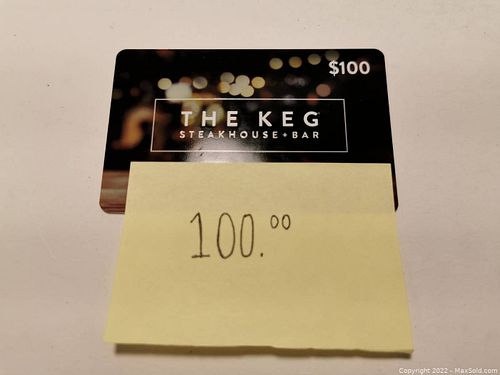 $100
THE KEG
STEAKHOUSE + BAR
100.00
Copyright 2022 - MaxSold.com